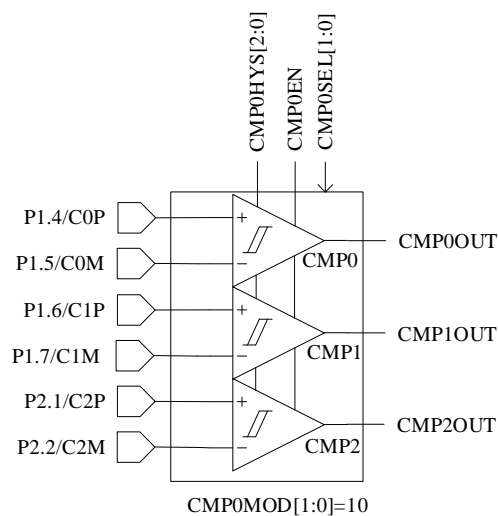 CMP0HYS[2:0]
CMP0EN
CMP0SEL[1:0]
P1.4/C0P
+
CMP0OUT
P1.5/C0M
−
CMP0
P1.6/C1P
+
CMP1OUT
P1.7/C1M
−
CMP1
P2.1/C2P
+
CMP2OUT
P2.2/C2M
−
CMP2
CMP0MOD[1:0]=10